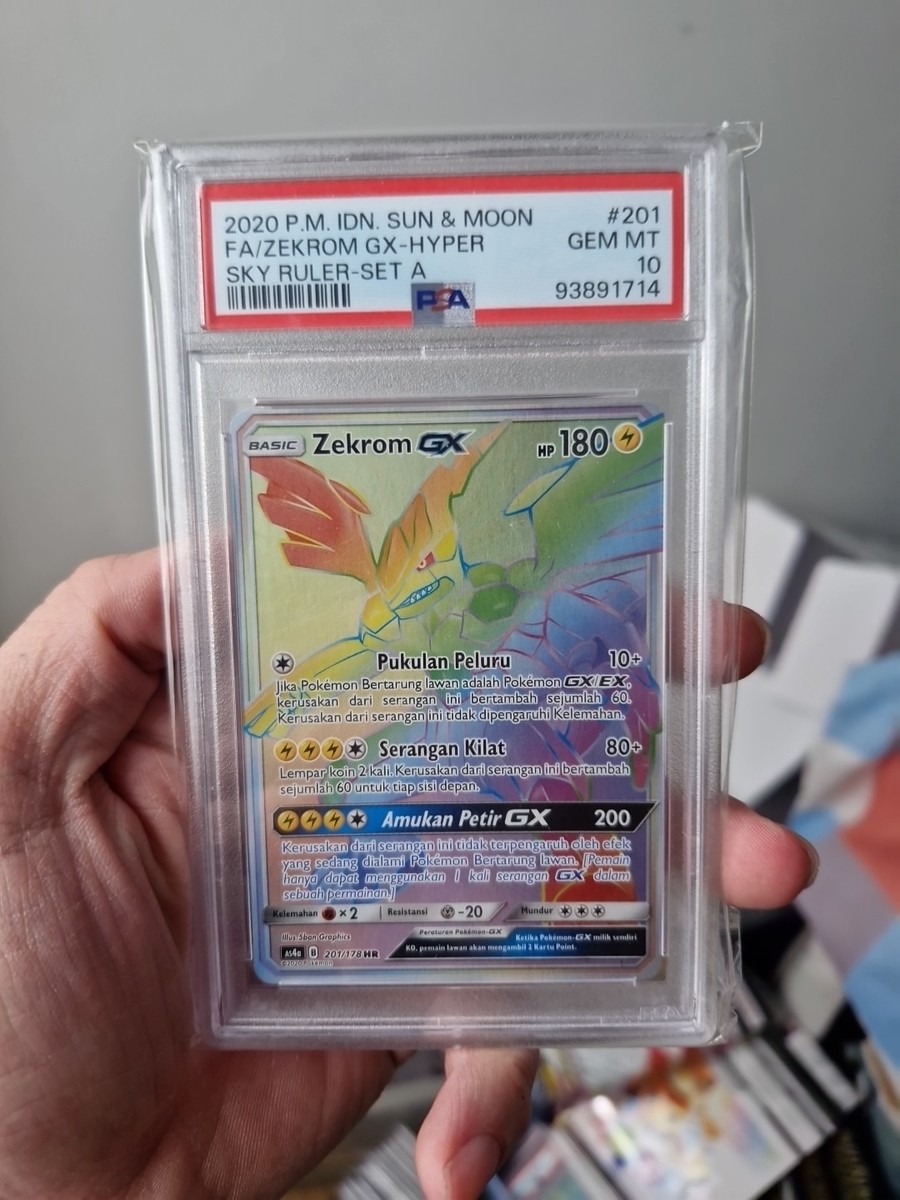 2020 P.M. IDN. SUN & MOON #201
FA/ZEKROM GX-HYPER GEM MT
SKY RULER-SET A 10
93891714
PSA
BASIC Zekrom GX HP 180
Pukulan Peluru 10+
Jika Pokémon Bertarung lawan adalah Pokémon GX/EX,
kerusakan dari serangan ini bertambah sejumlah 60.
Kerusakan dari serangan ini tidak dipengaruhi Kelemahan.
Serangan Kilat 80+
Lempar koin 2 kali. Kerusakan dari serangan ini bertambah
sejumlah 60 untuk tiap sisi depan.
Amukan Petir GX 200
Kerusakan dari serangan ini tidak terpengaruh oleh efek
yang sedang dialami Pokémon Bertarung lawan. [Pemain
hanya dapat menggunakan 1 kali serangan GX dalam
sebuah permainan.]
Kelemahan ×2 Resistansi -20 Mundur
Illus. 5ban Graphics
Peraturan Pokémon-GX
Ketika Pokémon-GX milik sendiri
KO, pemain lawan akan mengambil 2 Kartu Point.
AS4a 201/178 HR